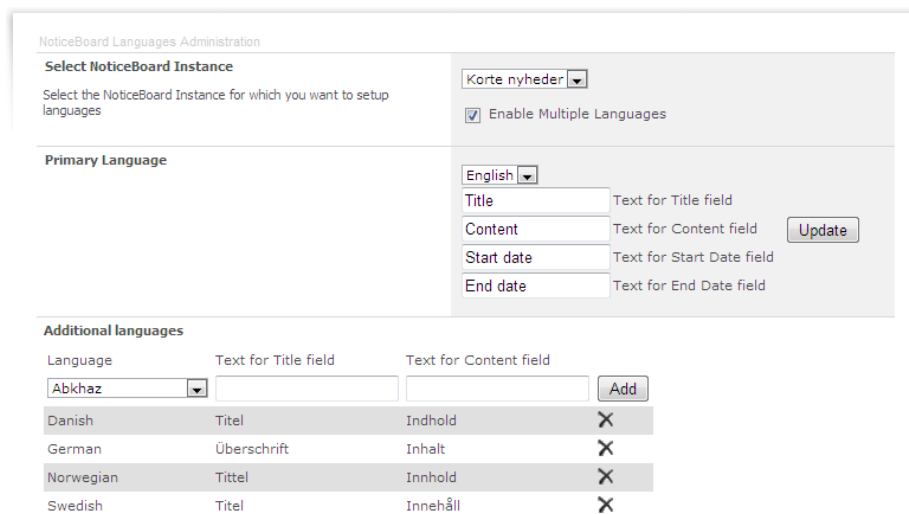 NoticeBoard Languages Administration
Select NoticeBoard Instance
Select the NoticeBoard Instance for which you want to setup
languages
Korte nyheder
Enable Multiple Languages
Primary Language
English
Title Text for Title field
Content Text for Content field Update
Start date Text for Start Date field
End date Text for End Date field
Additional languages
Language Text for Title field Text for Content field
Abkhaz Add
Danish Titel Indhold
German Überschrift Inhalt
Norwegian Tittel Innhold
Swedish Titel Innehåll